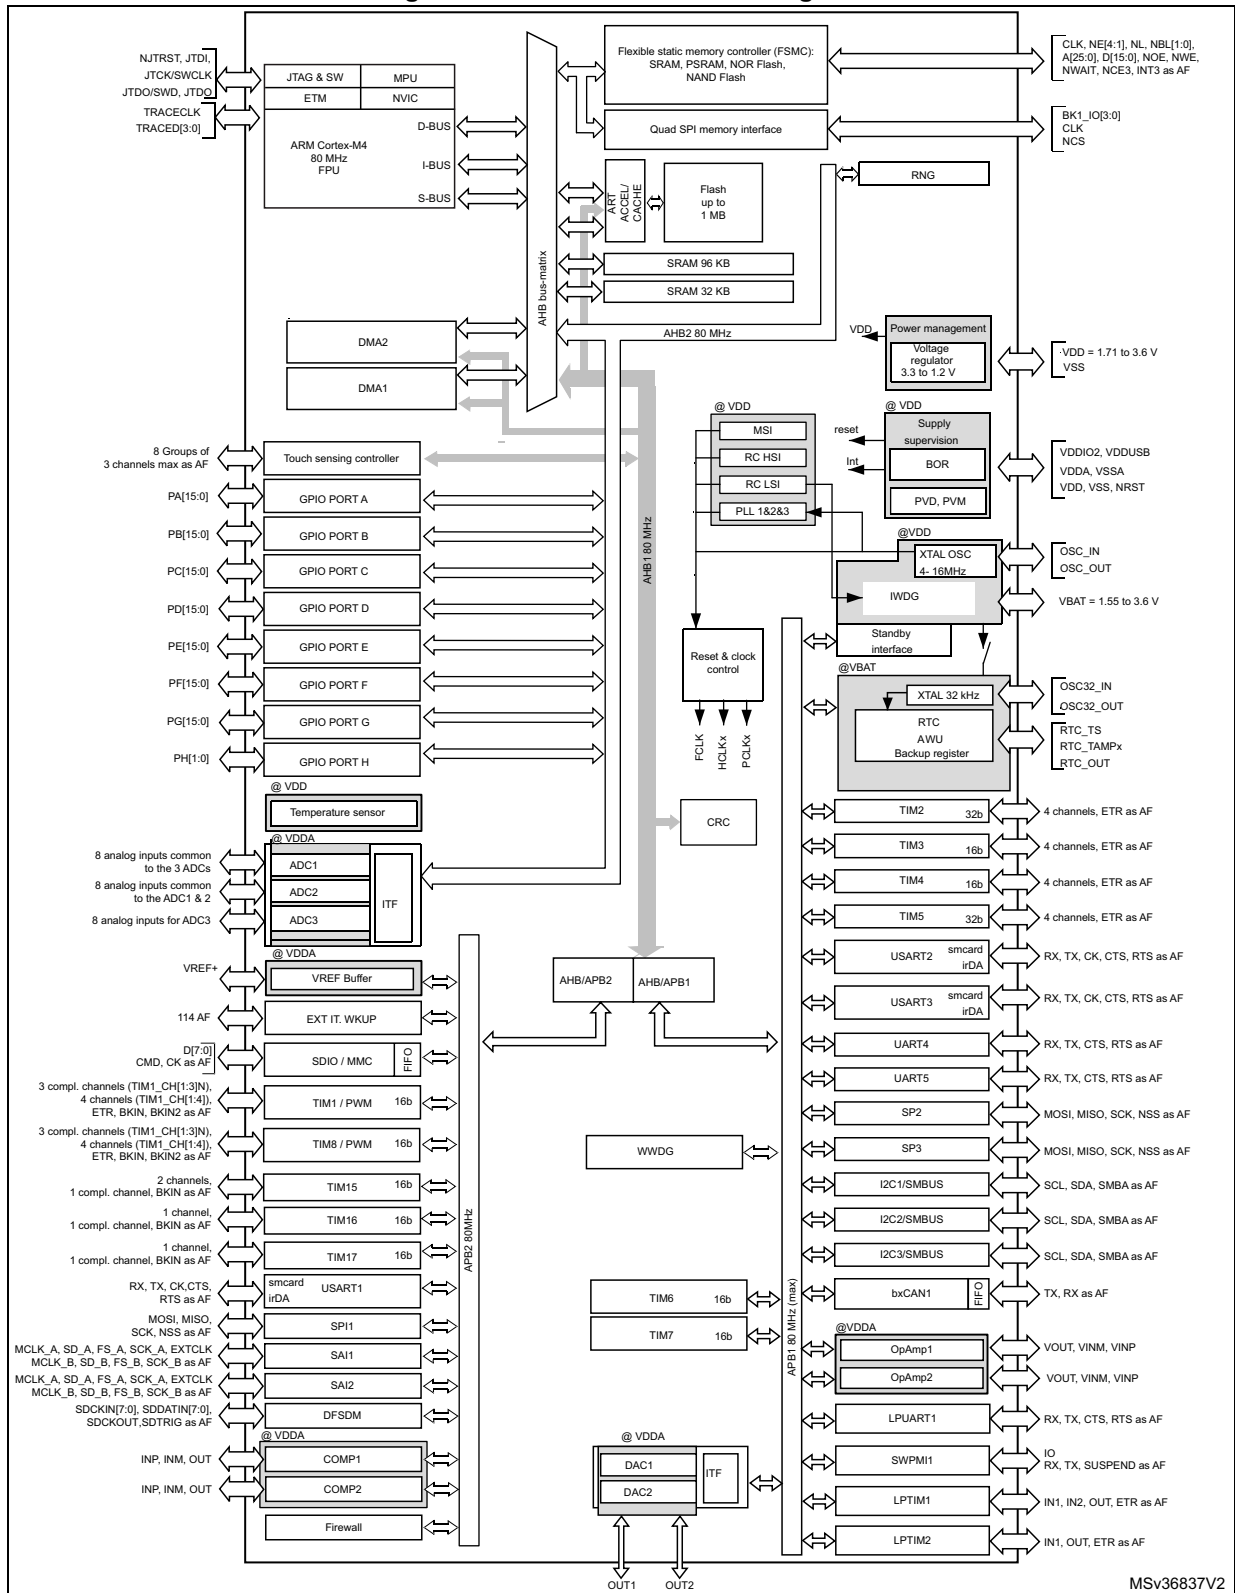 NJTRST, JTDI,
JTCK/SWCLK
JTDO/SWD, JTDO
TRACECLK
TRACED[3:0]
JTAG & SW
MPU
ETM
NVIC
ARM Cortex-M4
80 MHz
FPU
D-BUS
I-BUS
S-BUS
AHB bus-matrix
Flexible static memory controller (FSMC):
SRAM, PSRAM, NOR Flash,
NAND Flash
CLK, NE[4:1], NL, NBL[1:0],
A[25:0], D[15:0], NOE, NWE,
NWAIT, NCE3, INT3 as AF
Quad SPI memory interface
BK1_IO[3:0]
CLK
NCS
ART
ACCEL/
CACHE
Flash
up to
1 MB
RNG
SRAM 96 KB
SRAM 32 KB
AHB2 80 MHz
DMA2
DMA1
VDD
Power management
Voltage
regulator
3.3 to 1.2 V
VDD = 1.71 to 3.6 V
VSS
@ VDD
MSI
RC HSI
RC LSI
PLL 1&2&3
@ VDD
reset
Int
Supply
supervision
BOR
PVD, PVM
VDDIO2, VDDUSB
VDDA, VSSA
VDD, VSS, NRST
8 Groups of
3 channels max as AF
Touch sensing controller
PA[15:0]
GPIO PORT A
PB[15:0]
GPIO PORT B
PC[15:0]
GPIO PORT C
PD[15:0]
GPIO PORT D
PE[15:0]
GPIO PORT E
PF[15:0]
GPIO PORT F
PG[15:0]
GPIO PORT G
PH[1:0]
GPIO PORT H
AHB1 80 MHz
@VDD
XTAL OSC
4- 16MHz
IWDG
OSC_IN
OSC_OUT
VBAT = 1.55 to 3.6 V
Standby
interface
Reset & clock
control
FCLK
HCLKx
PCLKx
@VBAT
XTAL 32 kHz
RTC
AWU
Backup register
OSC32_IN
OSC32_OUT
RTC_TS
RTC_TAMPx
RTC_OUT
@ VDD
Temperature sensor
@ VDDA
8 analog inputs common
to the 3 ADCs
8 analog inputs common
to the ADC1 & 2
8 analog inputs for ADC3
ADC1
ADC2
ADC3
ITF
CRC
@ VDDA
VREF+
VREF Buffer
AHB/APB2
AHB/APB1
114 AF
EXT IT. WKUP
D[7:0]
CMD, CK as AF
SDIO / MMC
FIFO
3 compl. channels (TIM1_CH[1:3]N),
4 channels (TIM1_CH[1:4]),
ETR, BKIN, BKIN2 as AF
TIM1 / PWM
16b
3 compl. channels (TIM1_CH[1:3]N),
4 channels (TIM1_CH[1:4]),
ETR, BKIN, BKIN2 as AF
TIM8 / PWM
16b
2 channels,
1 compl. channel, BKIN as AF
TIM15
16b
1 channel,
1 compl. channel, BKIN as AF
TIM16
16b
1 channel,
1 compl. channel, BKIN as AF
TIM17
16b
RX, TX, CK,CTS,
RTS as AF
smcard
irDA
USART1
MOSI, MISO,
SCK, NSS as AF
SPI1
MCLK_A, SD_A, FS_A, SCK_A, EXTCLK
MCLK_B, SD_B, FS_B, SCK_B as AF
SAI1
MCLK_A, SD_A, FS_A, SCK_A, EXTCLK
MCLK_B, SD_B, FS_B, SCK_B as AF
SAI2
SDCKIN[7:0], SDDATIN[7:0],
SDCKOUT,SDTRIG as AF
DFSDM
@ VDDA
INP, INM, OUT
COMP1
INP, INM, OUT
COMP2
Firewall
APB2 80MHz
WWDG
TIM6
16b
TIM7
16b
@ VDDA
DAC1
DAC2
ITF
OUT1
OUT2
APB1 80 MHz (max)
TIM2
32b
4 channels, ETR as AF
TIM3
16b
4 channels, ETR as AF
TIM4
16b
4 channels, ETR as AF
TIM5
32b
4 channels, ETR as AF
USART2
smcard
irDA
RX, TX, CK, CTS, RTS as AF
USART3
smcard
irDA
RX, TX, CK, CTS, RTS as AF
UART4
RX, TX, CTS, RTS as AF
UART5
RX, TX, CTS, RTS as AF
SP2
MOSI, MISO, SCK, NSS as AF
SP3
MOSI, MISO, SCK, NSS as AF
I2C1/SMBUS
SCL, SDA, SMBA as AF
I2C2/SMBUS
SCL, SDA, SMBA as AF
I2C3/SMBUS
SCL, SDA, SMBA as AF
bxCAN1
FIFO
TX, RX as AF
@VDDA
OpAmp1
VOUT, VINM, VINP
OpAmp2
VOUT, VINM, VINP
LPUART1
RX, TX, CTS, RTS as AF
SWPMI1
IO
RX, TX, SUSPEND as AF
LPTIM1
IN1, IN2, OUT, ETR as AF
LPTIM2
IN1, OUT, ETR as AF
MSv36837V2